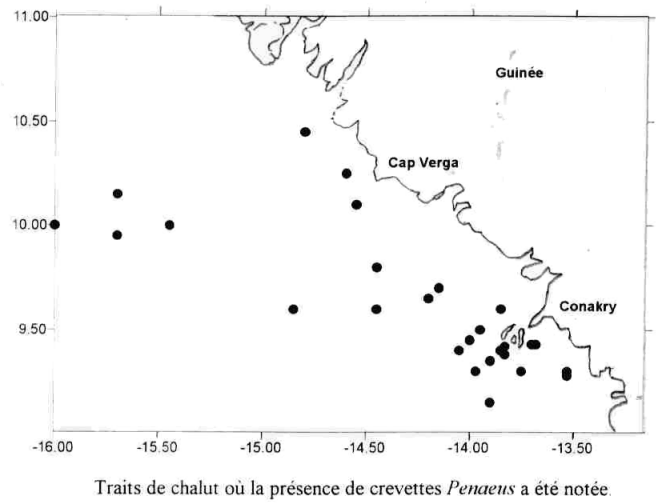 11.00
Guinée
10.50
Cap Verga
10.00
Conakry
9.50
-16.00 -15.50 -15.00 -14.50 -14.00 -13.50
Traits de chalut où la présence de crevettes Penaeus a été notée.